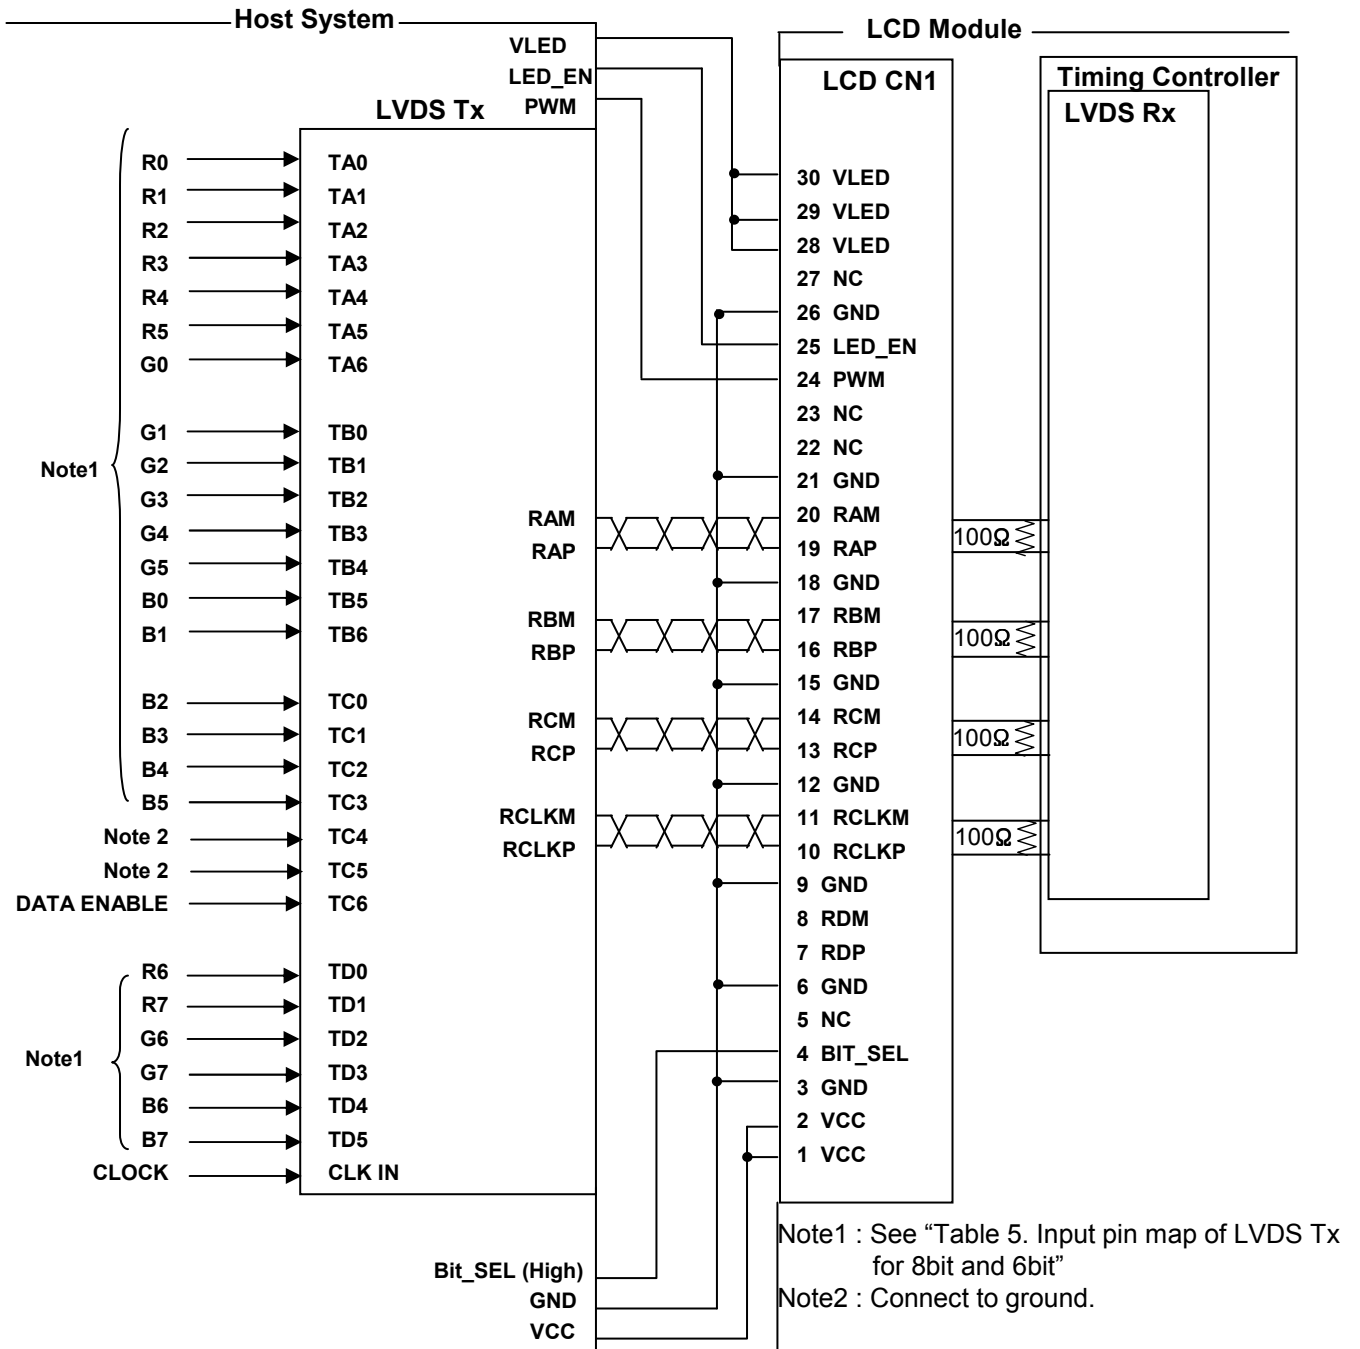 Host System
LCD Module
VLED
LED_EN
PWM
LVDS Tx
LCD CN1
Timing Controller
LVDS Rx
R0 TA0
R1 TA1
R2 TA2
R3 TA3
R4 TA4
R5 TA5
G0 TA6
Note1
G1 TB0
G2 TB1
G3 TB2
G4 TB3
G5 TB4
B0 TB5
B1 TB6
B2 TC0
B3 TC1
B4 TC2
B5 TC3
Note 2 TC4
Note 2 TC5
DATA ENABLE TC6
Note1
R6 TD0
R7 TD1
G6 TD2
G7 TD3
B6 TD4
B7 TD5
CLOCK CLK IN
RAM
RAP
RBM
RBP
RCM
RCP
RCLKM
RCLKP
Bit_SEL (High)
GND
VCC
30 VLED
29 VLED
28 VLED
27 NC
26 GND
25 LED_EN
24 PWM
23 NC
22 NC
21 GND
20 RAM
19 RAP
18 GND
17 RBM
16 RBP
15 GND
14 RCM
13 RCP
12 GND
11 RCLKM
10 RCLKP
9 GND
8 RDM
7 RDP
6 GND
5 NC
4 BIT_SEL
3 GND
2 VCC
1 VCC
100Ω
100Ω
100Ω
100Ω
Note1 : See “Table 5. Input pin map of LVDS Tx
for 8bit and 6bit”
Note2 : Connect to ground.